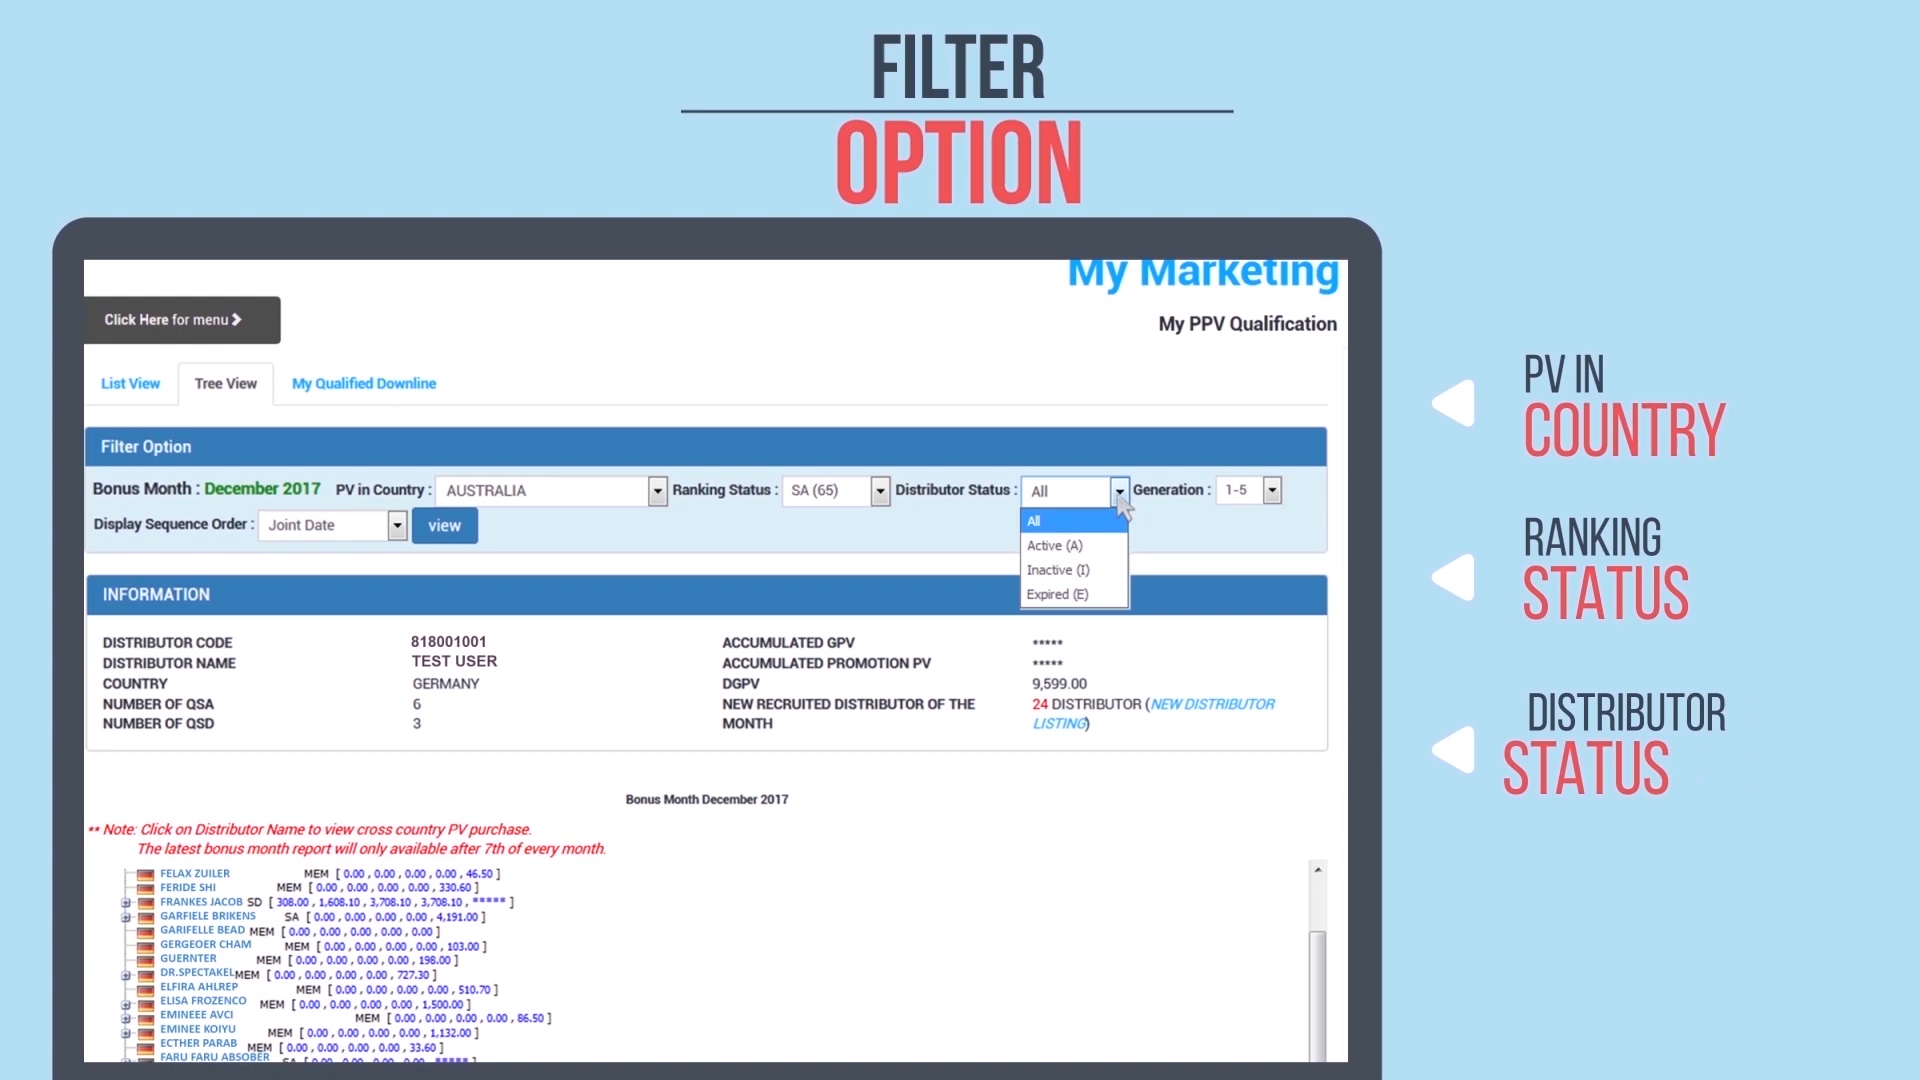 FILTER
OPTION
My Marketing
Click Here for menu
My PPV Qualification
List View Tree View My Qualified Downline
Filter Option
Bonus Month : December 2017 PV in Country : AUSTRALIA Ranking Status : SA (65) Distributor Status : All Generation : 1-5
Display Sequence Order : Joint Date view
All
Active (A)
Inactive (I)
Expired (E)
INFORMATION
DISTRIBUTOR CODE 818001001 ACCUMULATED GPV *****
DISTRIBUTOR NAME TEST USER ACCUMULATED PROMOTION PV *****
COUNTRY GERMANY DGPV 9,599.00
NUMBER OF QSA 6 NEW RECRUITED DISTRIBUTOR OF THE 24 DISTRIBUTOR (NEW DISTRIBUTOR
NUMBER OF QSD 3 MONTH LISTING)
Bonus Month December 2017
** Note: Click on Distributor Name to view cross country PV purchase.
The latest bonus month report will only available after 7th of every month.
FELAX ZUILER MEM [ 0.00 , 0.00 , 0.00 , 0.00 , 46.50 ]
FERIDE SHI MEM [ 0.00 , 0.00 , 0.00 , 0.00 , 330.60 ]
FRANKES JACOB SD [ 308.00 , 1,608.10 , 3,708.10 , 3,708.10 , ***** ]
GARFIELE BRIKENS SA [ 0.00 , 0.00 , 0.00 , 0.00 , 4,191.00 ]
GARIFELLE BEAD MEM [ 0.00 , 0.00 , 0.00 , 0.00 , 0.00 ]
GERGEOER CHAM MEM [ 0.00 , 0.00 , 0.00 , 0.00 , 103.00 ]
GUERNTER MEM [ 0.00 , 0.00 , 0.00 , 0.00 , 198.00 ]
DR.SPECTAKEL MEM [ 0.00 , 0.00 , 0.00 , 0.00 , 727.30 ]
ELFIRA AHLREP MEM [ 0.00 , 0.00 , 0.00 , 0.00 , 510.70 ]
ELISA FROZENCO MEM [ 0.00 , 0.00 , 0.00 , 0.00 , 1,500.00 ]
EMINEEE AVCI MEM [ 0.00 , 0.00 , 0.00 , 0.00 , 86.50 ]
EMINEE KOIYU MEM [ 0.00 , 0.00 , 0.00 , 0.00 , 1,132.00 ]
ECTHER PARAB MEM [ 0.00 , 0.00 , 0.00 , 0.00 , 33.60 ]
FARU FARU ABSOBER SA [ 0.00 , 0.00 , 0.00 , 0.00 , ***** ]
PV IN
COUNTRY
RANKING
STATUS
DISTRIBUTOR
STATUS